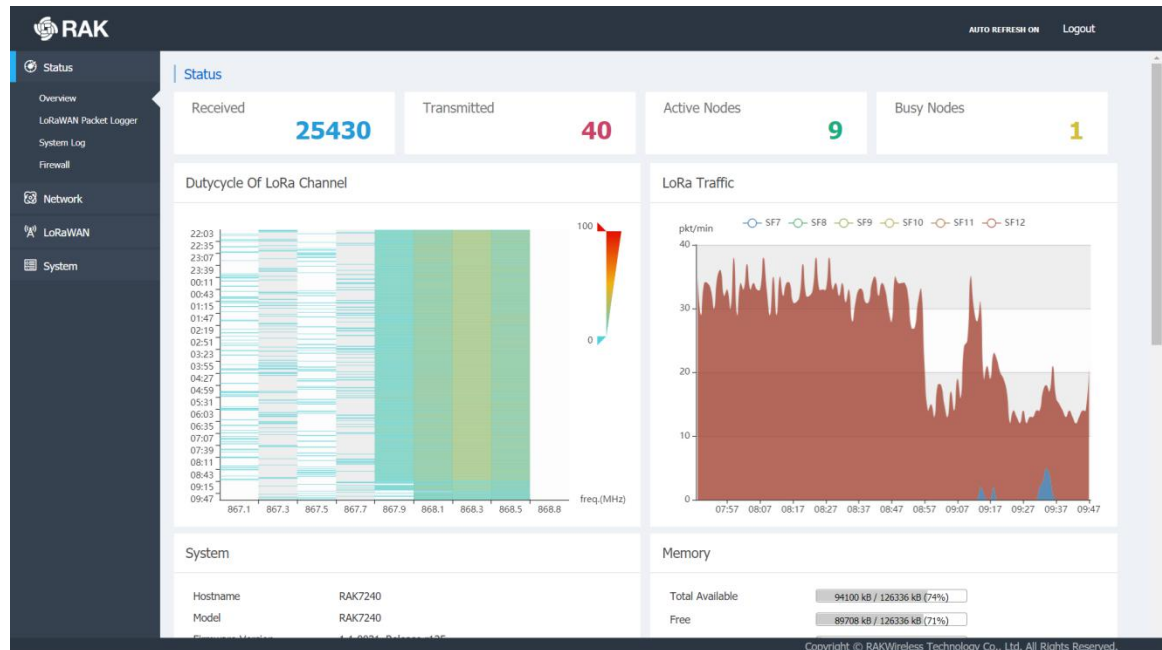 RAK
AUTO REFRESH ON
Logout
Status
Overview
LoRaWAN Packet Logger
System Log
Firewall
Network
LoRaWAN
System
Status
Received
25430
Transmitted
40
Active Nodes
9
Busy Nodes
1
Dutycycle Of LoRa Channel
100
0
22:03
22:35
23:07
23:39
00:11
00:43
01:15
01:47
02:19
02:51
03:23
03:55
04:27
04:59
05:31
06:03
06:35
07:07
07:39
08:11
08:43
09:15
09:47
867.1 867.3 867.5 867.7 867.9 868.1 868.3 868.5 868.8
freq.(MHz)
LoRa Traffic
SF7 SF8 SF9 SF10 SF11 SF12
pkt/min
40
30
20
10
0
07:57 08:07 08:17 08:27 08:37 08:47 08:57 09:07 09:17 09:27 09:37 09:47
System
Hostname RAK7240
Model RAK7240
Memory
Total Available 94100 kB / 126336 kB (74%)
Free 89708 kB / 126336 kB (71%)
Copyright © RAKWireless Technology Co., Ltd. All Rights Reserved.